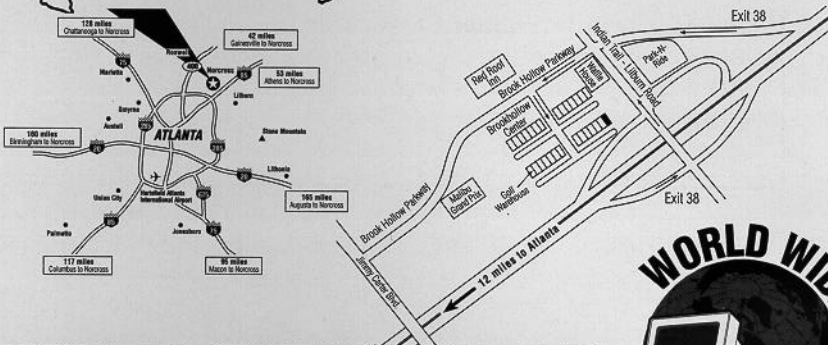 128 miles
Chattanooga to Norcross
42 miles
Gainesville to Norcross
Roswell
400
75
Marietta
Norcross
85
53 miles
Athens to Norcross
Lilburn
Smyrna
Austell
285
ATLANTA
Stone Mountain
160 miles
Birmingham to Norcross
285
20
20
Lithonia
165 miles
Augusta to Norcross
Union City
Hartsfield Atlanta
International Airport
675
Palmetto
85
Jonesboro
75
117 miles
Columbus to Norcross
95 miles
Macon to Norcross
Exit 38
Indian Trail - Lilburn Road
Park-N-
Ride
Red Roof
Inn
Brook Hollow Parkway
Waffle
House
Brookhollow
Center
Golf
Warehouse
Malibu
Grand Prix
Brook Hollow Parkway
Exit 38
12 miles to Atlanta
Jimmy Carter Blvd.
WORLD WID